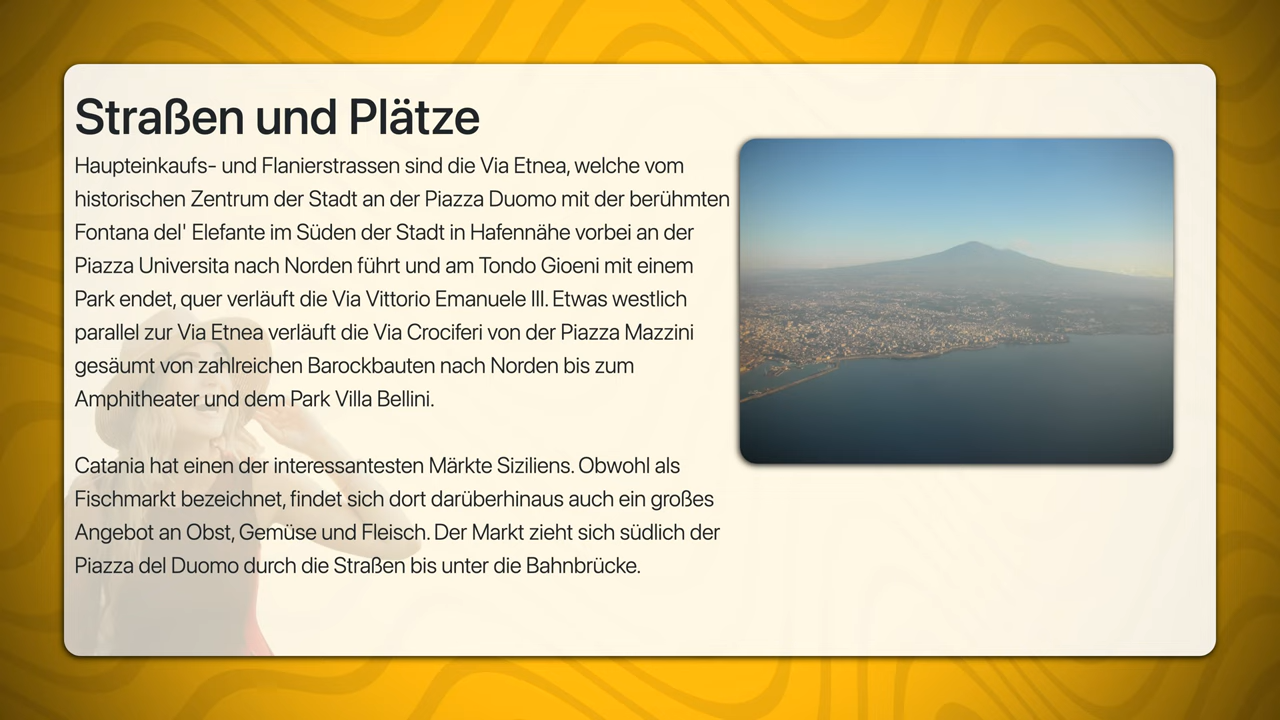 Straßen und Plätze
Haupteinkaufs- und Flanierstrassen sind die Via Etnea, welche vom
historischen Zentrum der Stadt an der Piazza Duomo mit der berühmten
Fontana del' Elefante im Süden der Stadt in Hafennähe vorbei an der
Piazza Universita nach Norden führt und am Tondo Gioeni mit einem
Park endet, quer verläuft die Via Vittorio Emanuele III. Etwas westlich
parallel zur Via Etnea verläuft die Via Crociferi von der Piazza Mazzini
gesäumt von zahlreichen Barockbauten nach Norden bis zum
Amphitheater und dem Park Villa Bellini.
Catania hat einen der interessantesten Märkte Siziliens. Obwohl als
Fischmarkt bezeichnet, findet sich dort darüberhinaus auch ein großes
Angebot an Obst, Gemüse und Fleisch. Der Markt zieht sich südlich der
Piazza del Duomo durch die Straßen bis unter die Bahnbrücke.